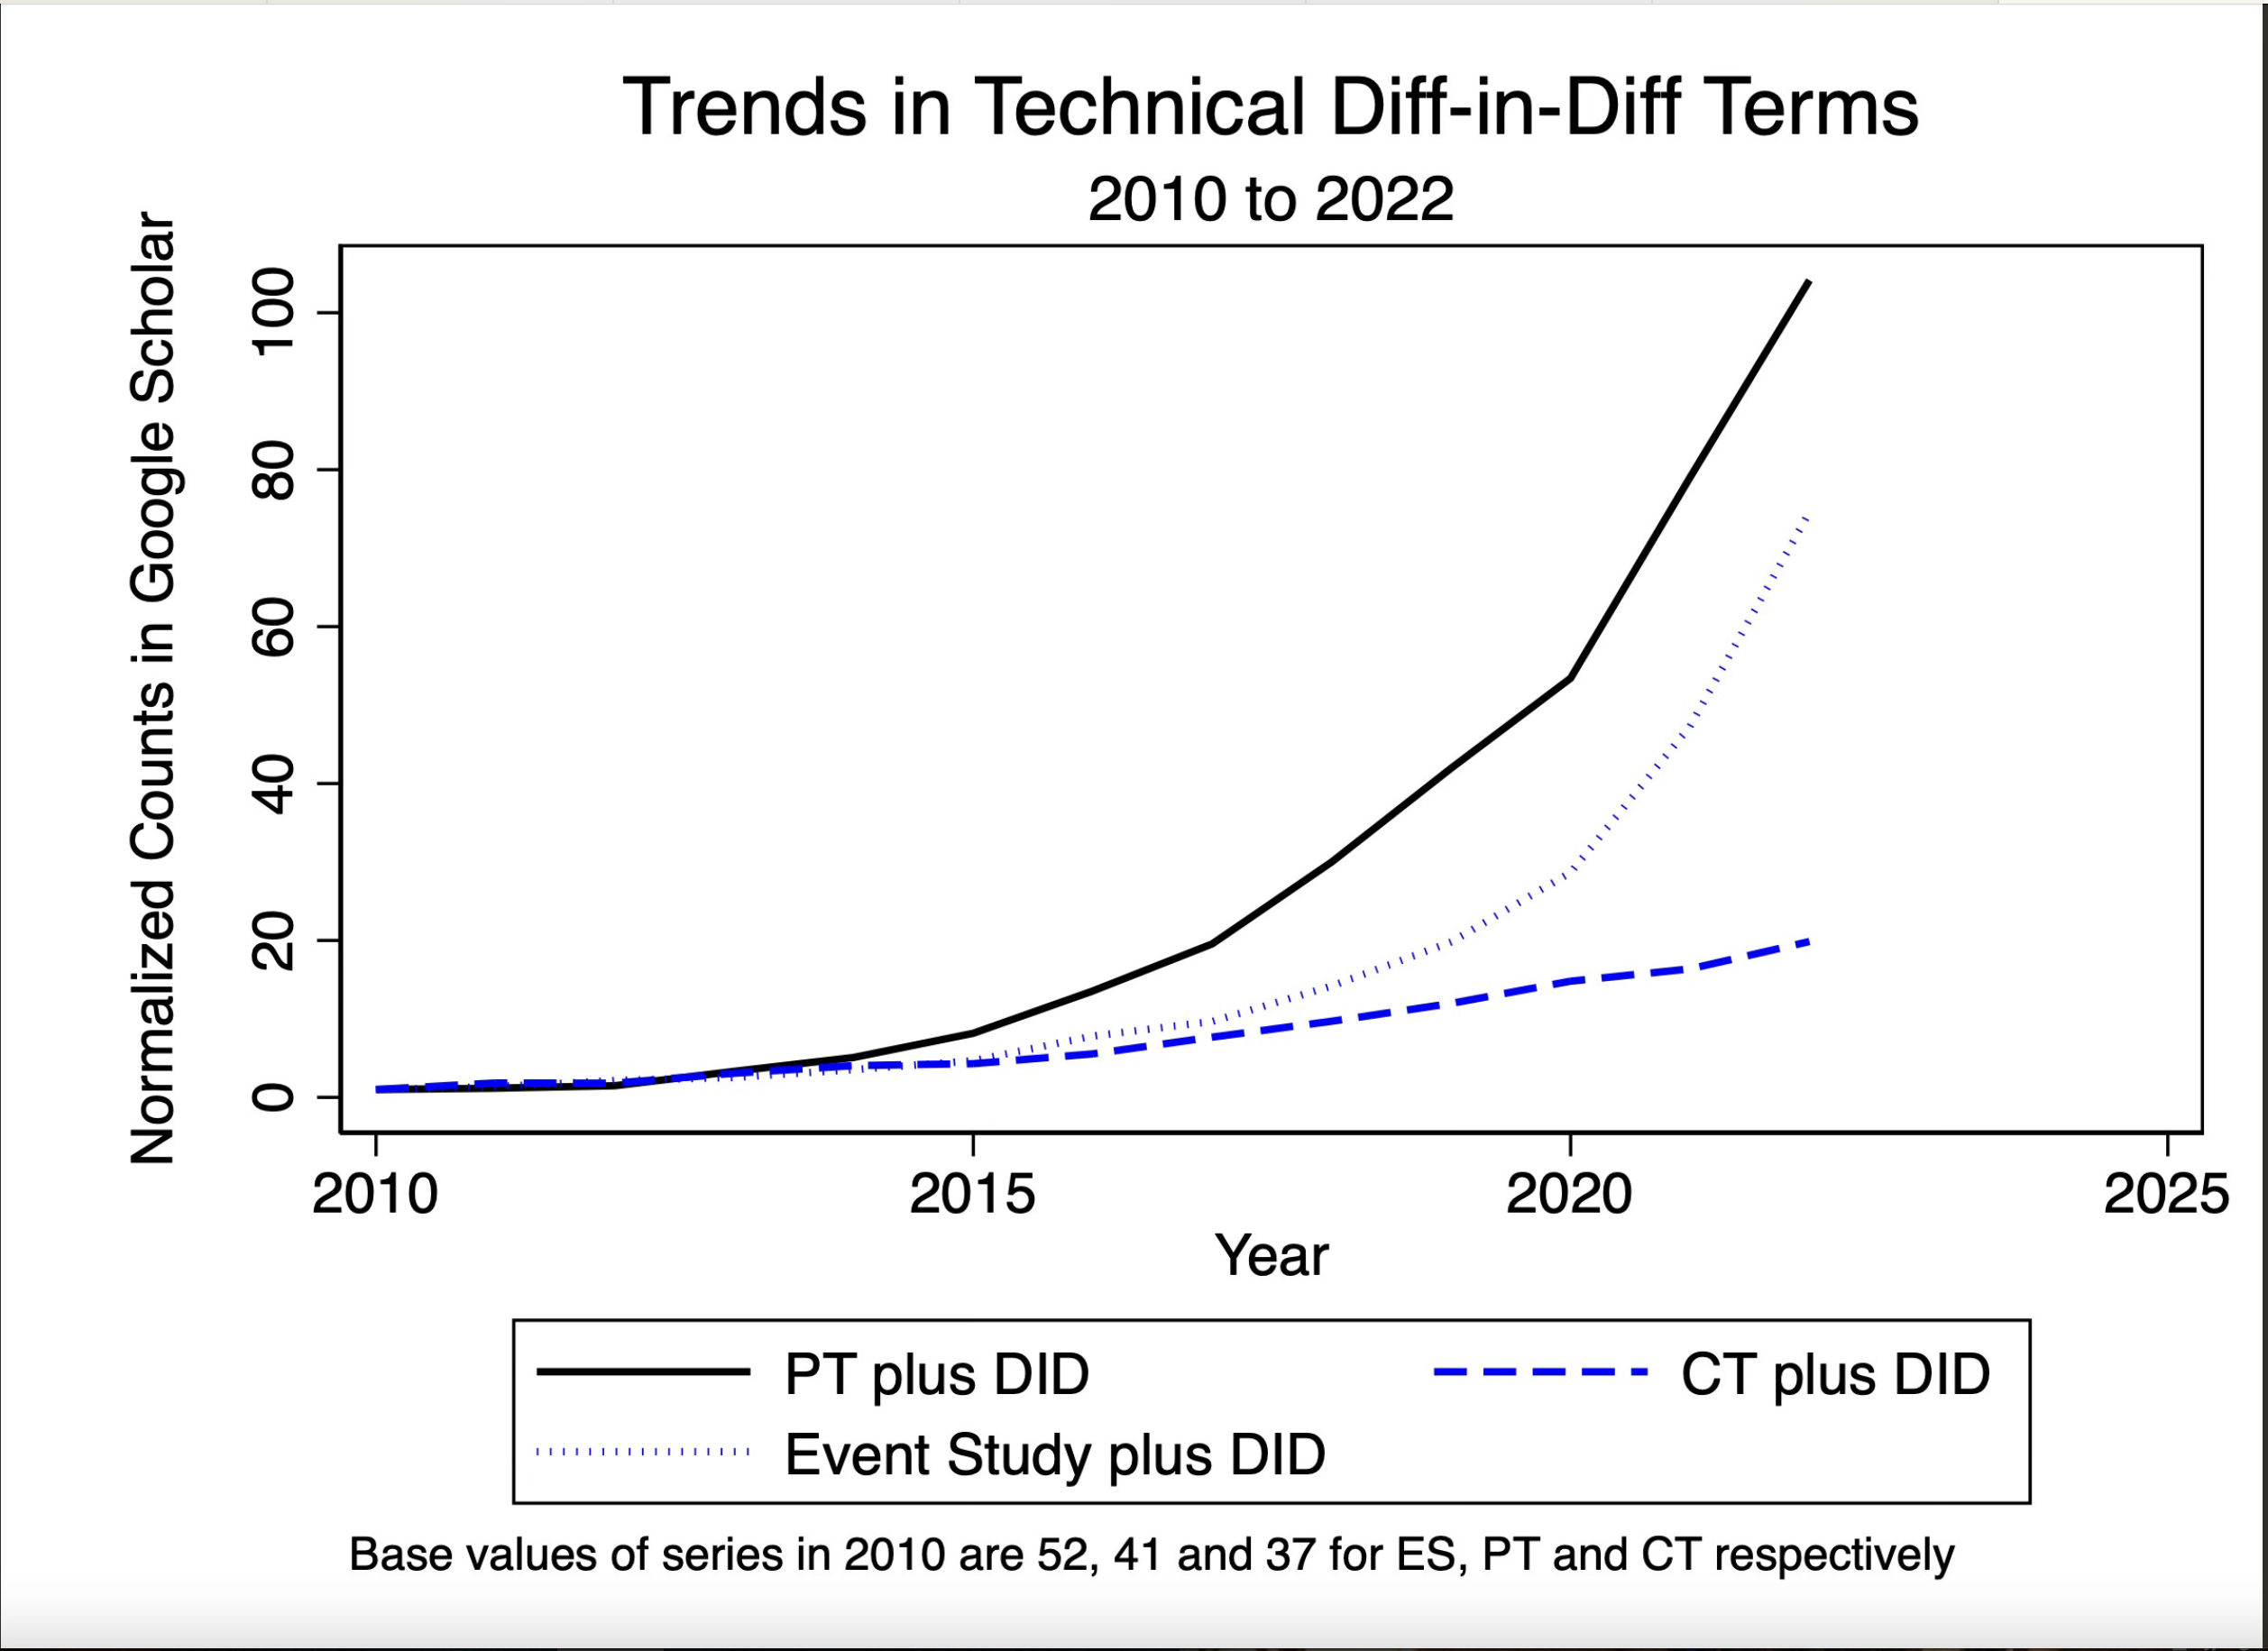 Trends in Technical Diff-in-Diff Terms
2010 to 2022
Normalized Counts in Google Scholar
100
80
60
40
20
0
2010 2015 2020 2025
Year
PT plus DID CT plus DID
Event Study plus DID
Base values of series in 2010 are 52, 41 and 37 for ES, PT and CT respectively